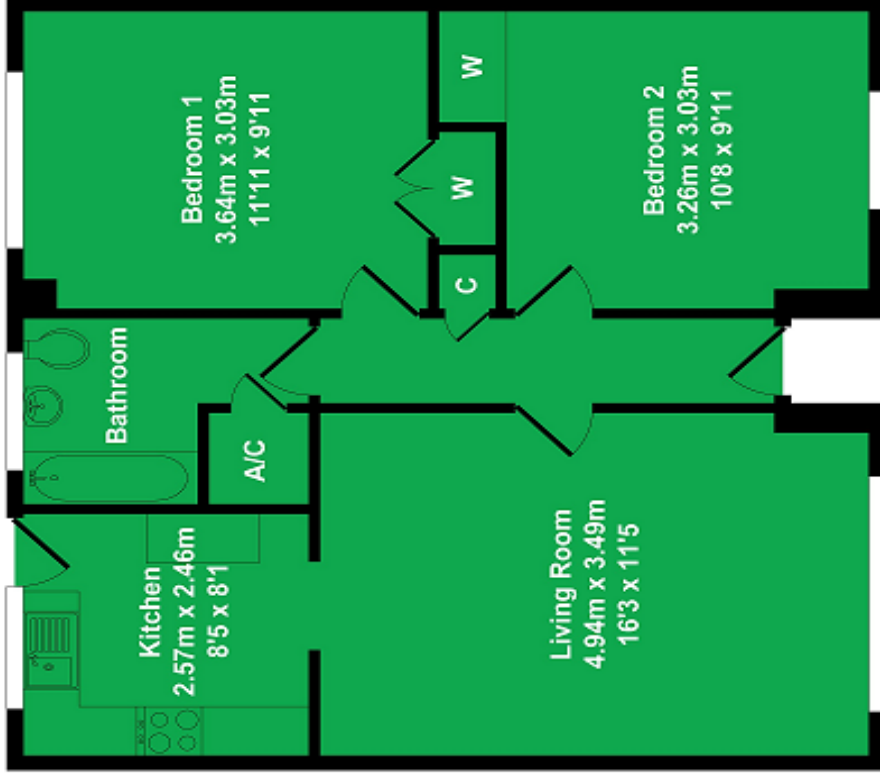 Bedroom 1
3.64m x 3.03m
11'11 x 9'11
W
W
C
Bedroom 2
3.26m x 3.03m
10'8 x 9'11
Bathroom
A/C
Kitchen
2.57m x 2.46m
8'5 x 8'1
Living Room
4.94m x 3.49m
16'3 x 11'5